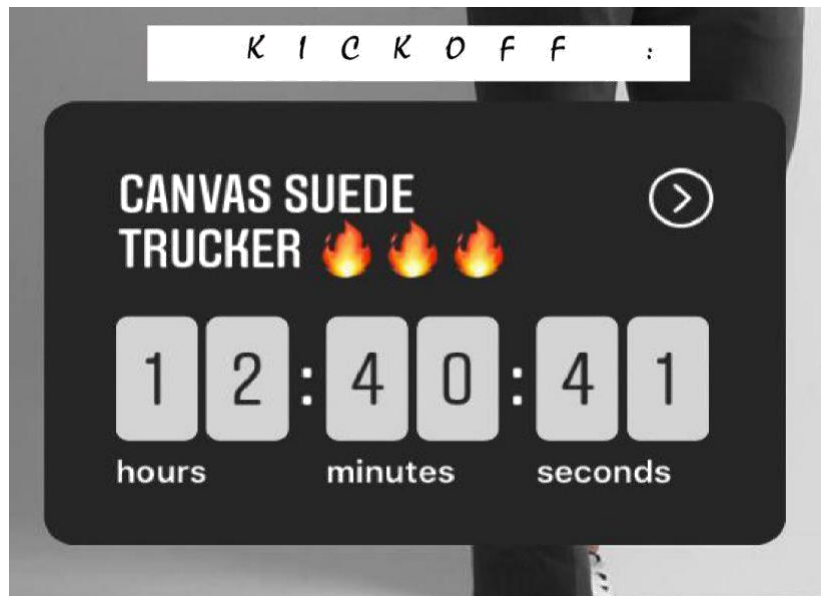 KICKOFF :
CANVAS SUEDE
TRUCKER 🔥🔥🔥
12:40:41
hours minutes seconds